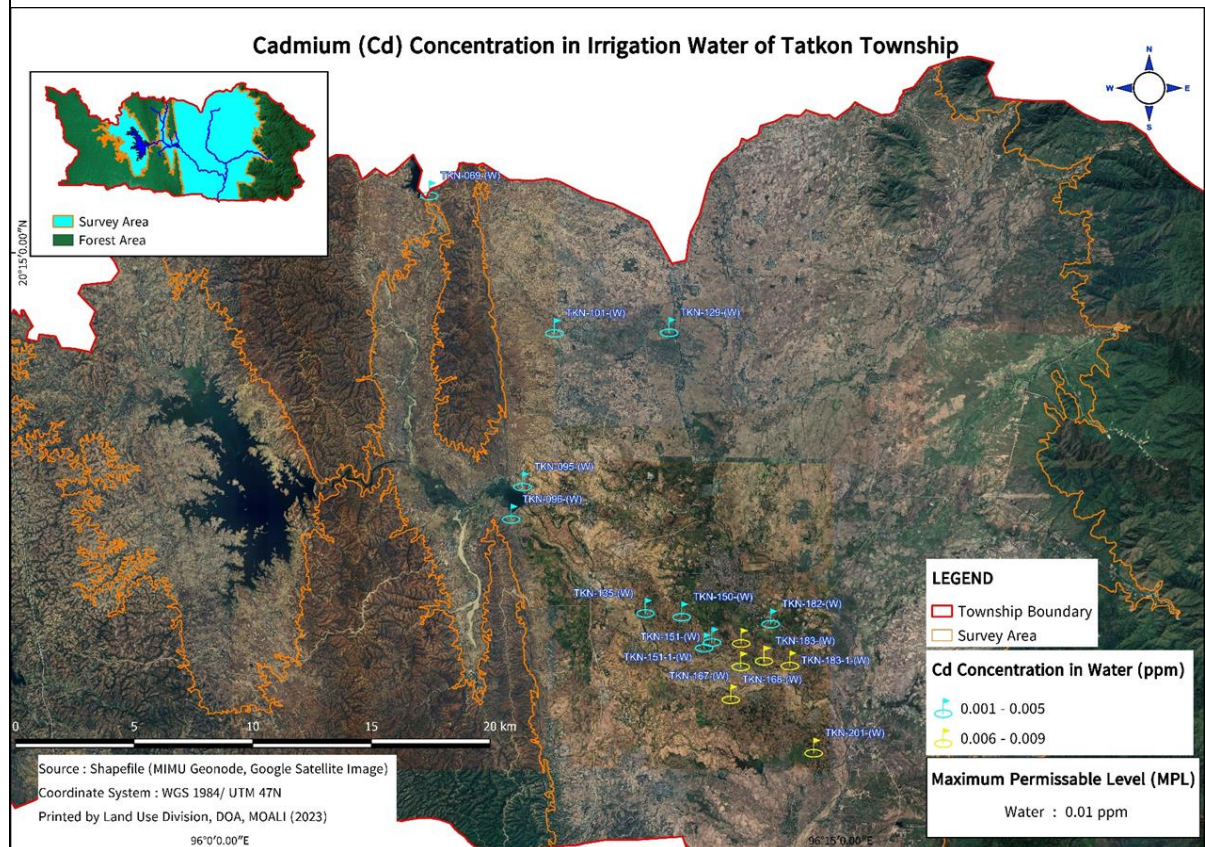 Cadmium (Cd) Concentration in Irrigation Water of Tatkon Township
N
W E
S
Survey Area
Forest Area
20°15'0.00"N
TKN-069-(W)
TKN-101-(W)
TKN-129-(W)
TKN-095-(W)
TKN-096-(W)
TKN-135-(W)
TKN-150-(W)
TKN-182-(W)
TKN-151-(W)
TKN-183-(W)
TKN-151-1-(W)
TKN-183-1-(W)
TKN-167-(W)
TKN-168-(W)
TKN-201-(W)
LEGEND
Township Boundary
Survey Area
Cd Concentration in Water (ppm)
0.001 - 0.005
0.006 - 0.009
Maximum Permissable Level (MPL)
Water : 0.01 ppm
0 5 10 20 km
Source : Shapefile (MIMU Geonode, Google Satellite Image)
Coordinate System : WGS 1984/ UTM 47N
Printed by Land Use Division, DOA, MOALI (2023)
96°0'0.00"E
96°15'0.00"E